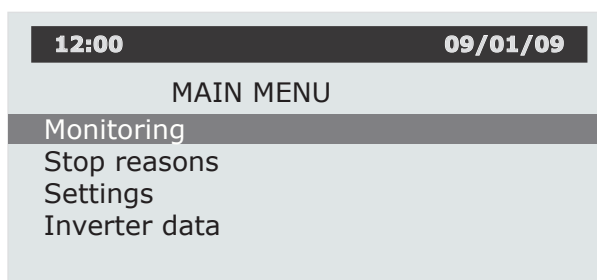 12:00 09/01/09
MAIN MENU
Monitoring
Stop reasons
Settings
Inverter data